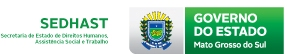 SEDHAST
Secretaria de Estado de Direitos Humanos,
Assistência Social e Trabalho
GOVERNO
DO ESTADO
Mato Grosso do Sul